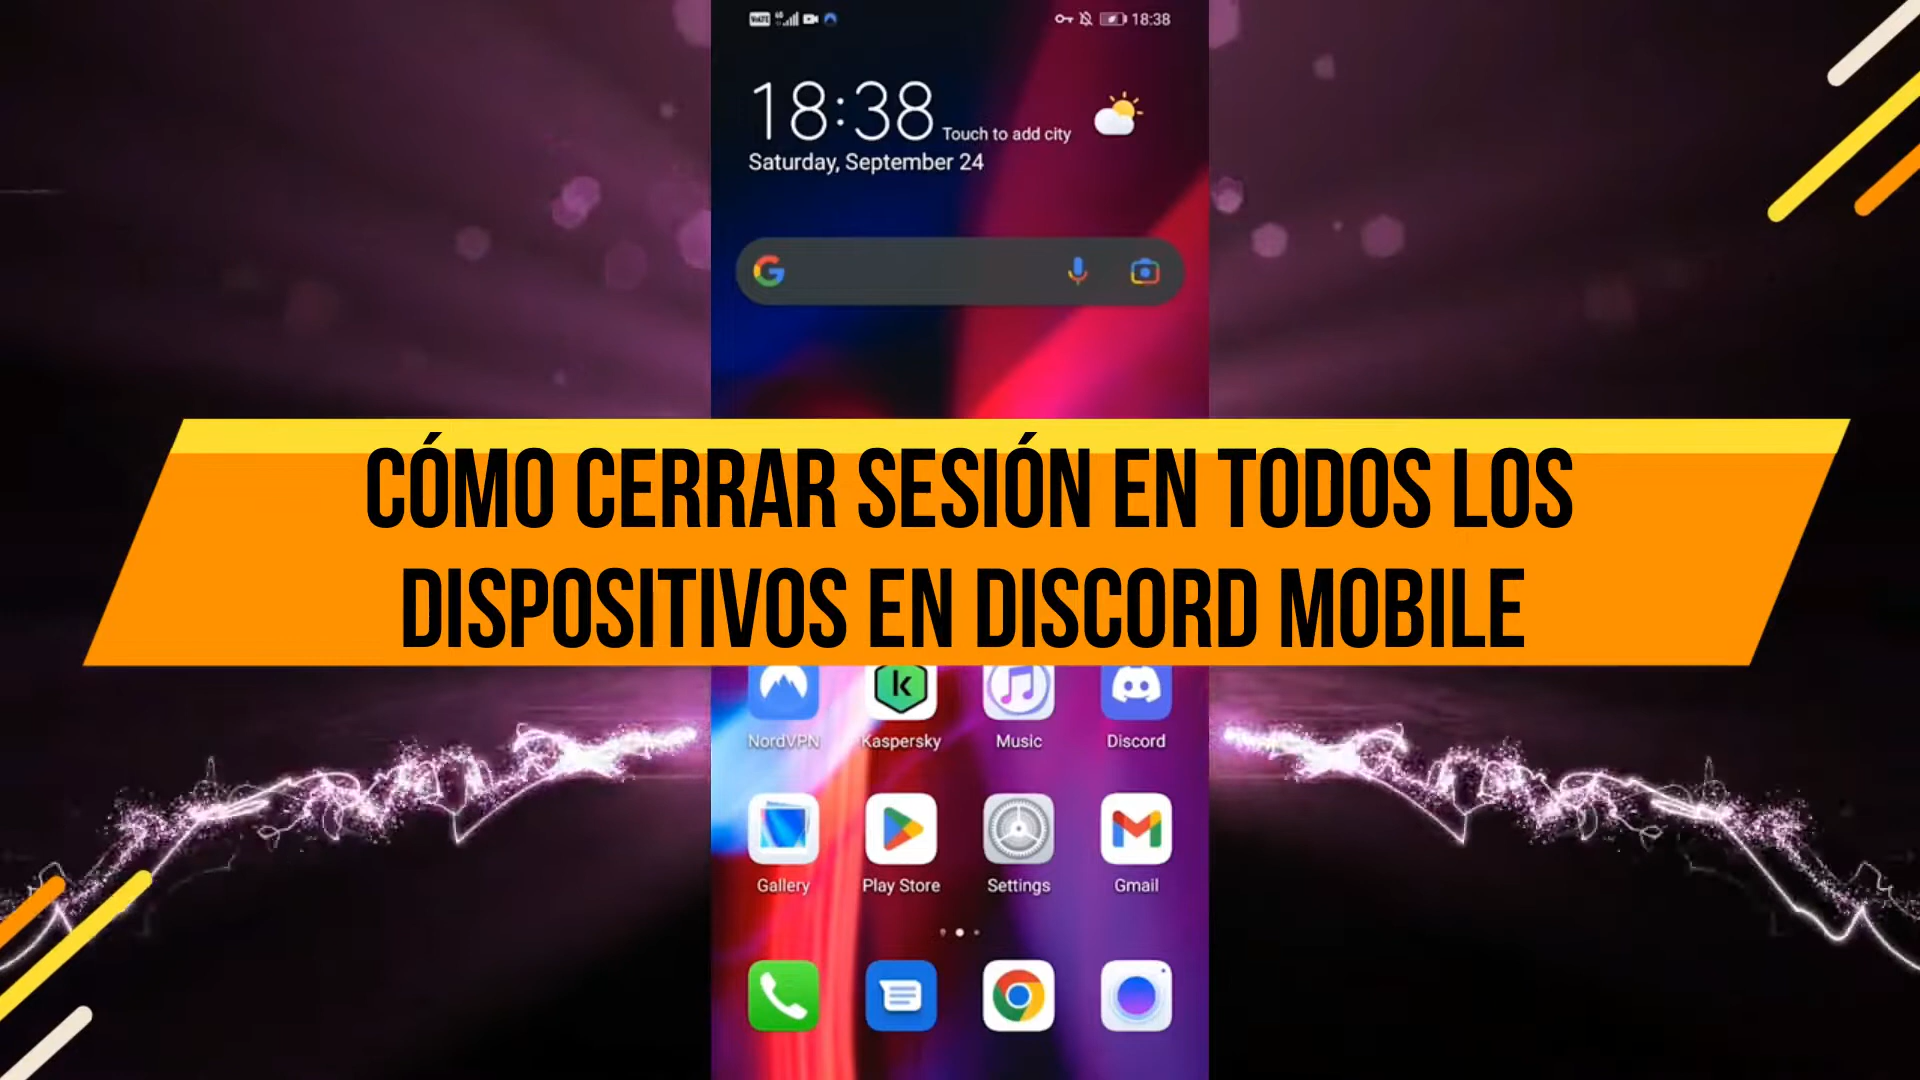 VoLTE 18:38
18:38 Touch to add city
Saturday, September 24
CÓMO CERRAR SESIÓN EN TODOS LOS
DISPOSITIVOS EN DISCORD MOBILE
NordVPN Kaspersky Music Discord
Gallery Play Store Settings Gmail